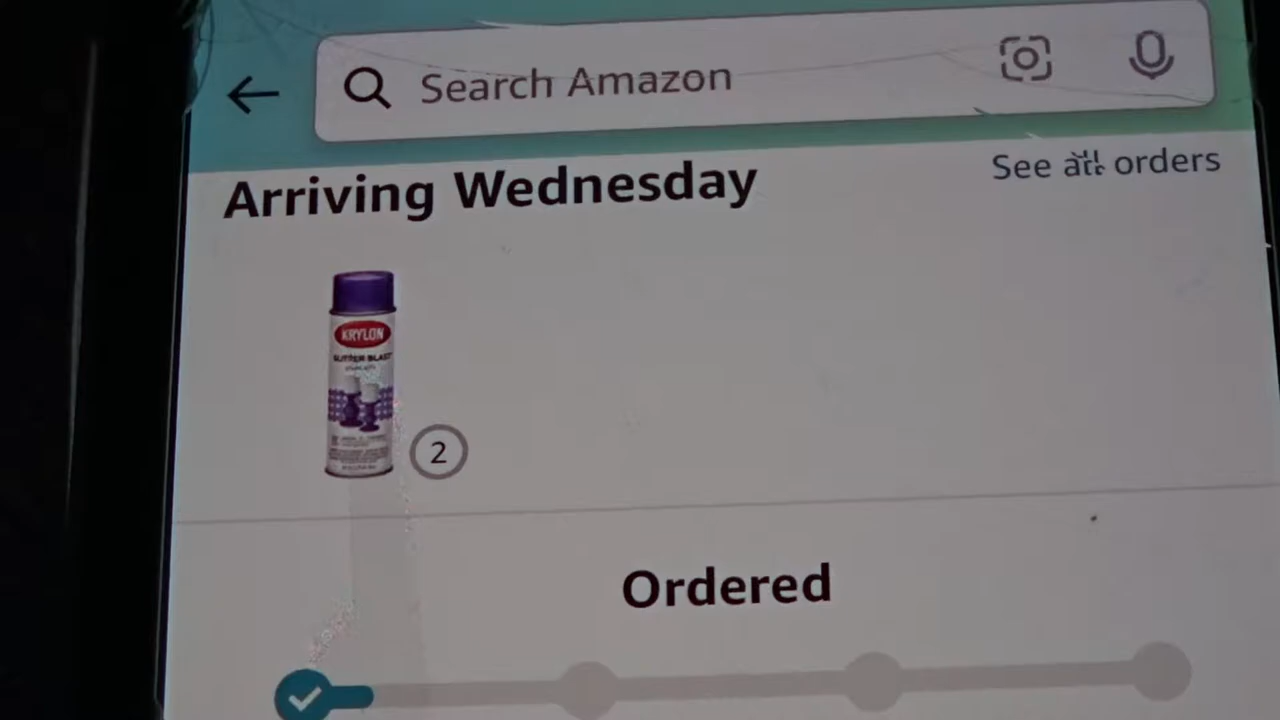 Search Amazon
Arriving Wednesday
See all orders
KRYLON
GLITTER BLAST
2
Ordered